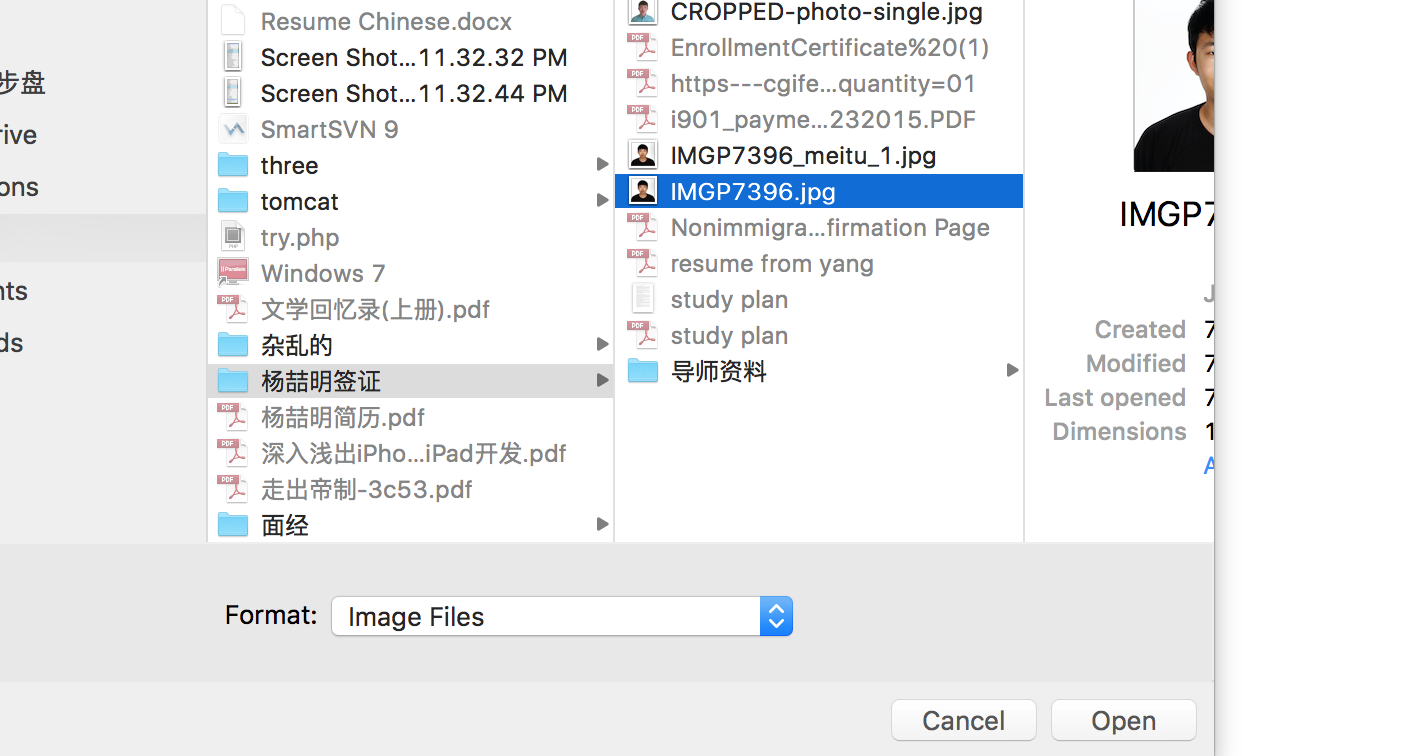 步盘
rive
ons
nts
ds
Resume Chinese.docx
Screen Shot...11.32.32 PM
Screen Shot...11.32.44 PM
SmartSVN 9
three
tomcat
try.php
Windows 7
文学回忆录(上册).pdf
杂乱的
杨喆明签证
杨喆明简历.pdf
深入浅出iPho...iPad开发.pdf
走出帝制-3c53.pdf
面经
CROPPED-photo-single.jpg
EnrollmentCertificate%20(1)
https---cgife...quantity=01
i901_payme...232015.PDF
IMGP7396_meitu_1.jpg
IMGP7396.jpg
Nonimmigra...firmation Page
resume from yang
study plan
study plan
导师资料
IMGP7
J
Created 7
Modified 7
Last opened 7
Dimensions 1
A
Format: Image Files
Cancel Open